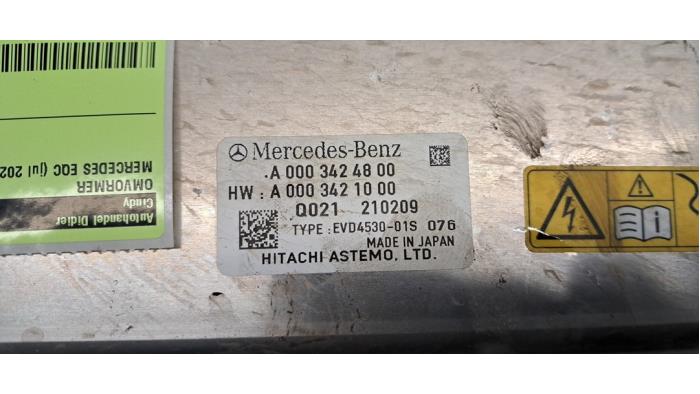 Mercedes-Benz
.A 000 342 48 00
HW : A 000 342 10 00
Q021 210209
TYPE : EVD4530-01S 076
MADE IN JAPAN
HITACHI ASTEMO, LTD.
Autohandel Didier
Cindy
OMVORMER
MERCEDES EQC (jul 202